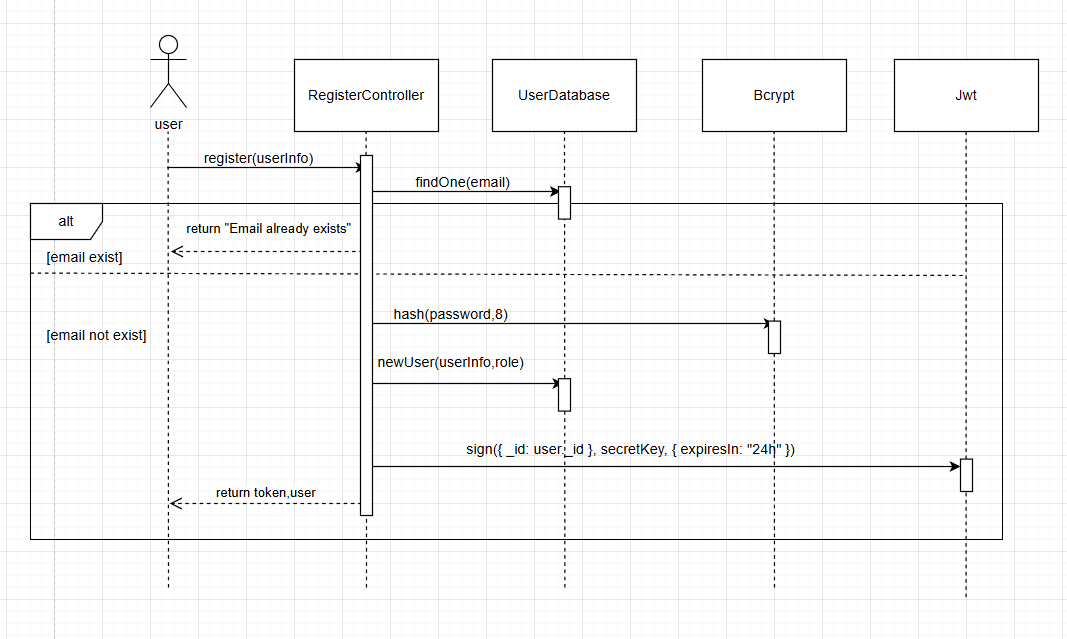 user
RegisterController
UserDatabase
Bcrypt
Jwt
register(userInfo)
findOne(email)
alt
return "Email already exists"
[email exist]
hash(password,8)
[email not exist]
newUser(userInfo,role)
sign({ _id: user._id }, secretKey, { expiresIn: "24h" })
return token,user